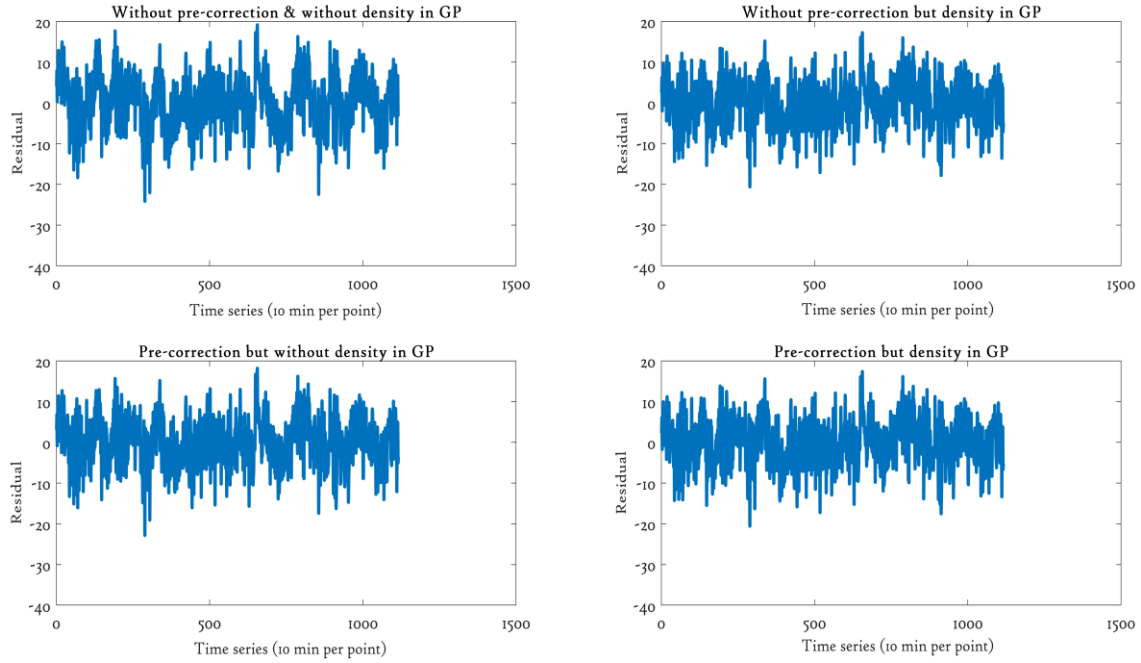 Without pre-correction & without density in GP
20
10
0
-10
-20
-30
-40
Residual
0 500 1000 1500
Time series (10 min per point)
Without pre-correction but density in GP
20
10
0
-10
-20
-30
-40
Residual
0 500 1000 1500
Time series (10 min per point)
Pre-correction but without density in GP
20
10
0
-10
-20
-30
-40
Residual
0 500 1000 1500
Time series (10 min per point)
Pre-correction but density in GP
20
10
0
-10
-20
-30
-40
Residual
0 500 1000 1500
Time series (10 min per point)